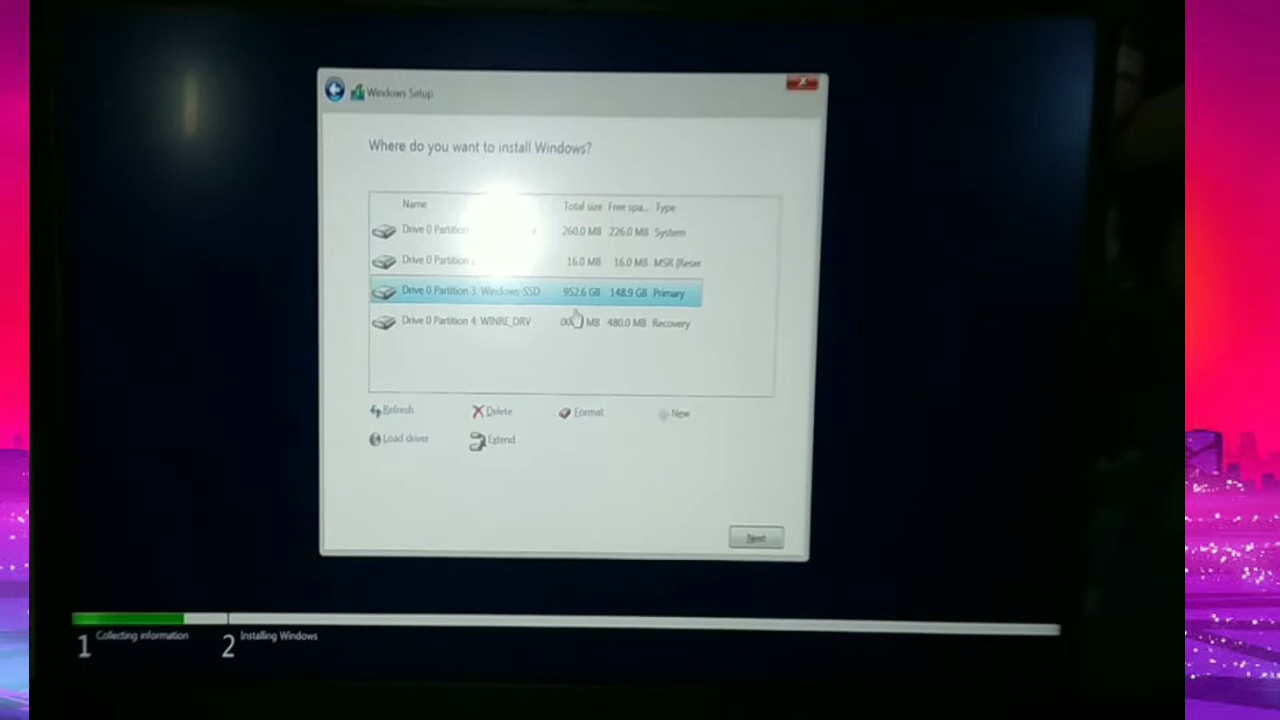 Windows Setup
Where do you want to install Windows?
Name Total size Free spa... Type
Drive 0 Partition 260.0 MB 226.0 MB System
Drive 0 Partition 16.0 MB 16.0 MB MSR (Reser
Drive 0 Partition 3: Windows-SSD 952.6 GB 148.9 GB Primary
Drive 0 Partition 4: WINRE_DRV MB 480.0 MB Recovery
Refresh Delete Format New
Load driver Extend
Next
1 Collecting information 2 Installing Windows